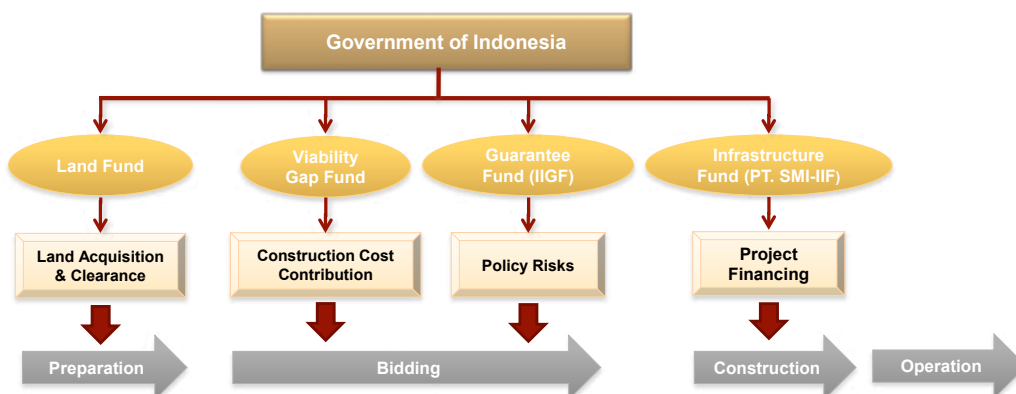 Government of Indonesia
Land Fund
Viability
Gap Fund
Guarantee
Fund (IIGF)
Infrastructure
Fund (PT. SMI-IIF)
Land Acquisition
& Clearance
Construction Cost
Contribution
Policy Risks
Project
Financing
Preparation
Bidding
Construction
Operation